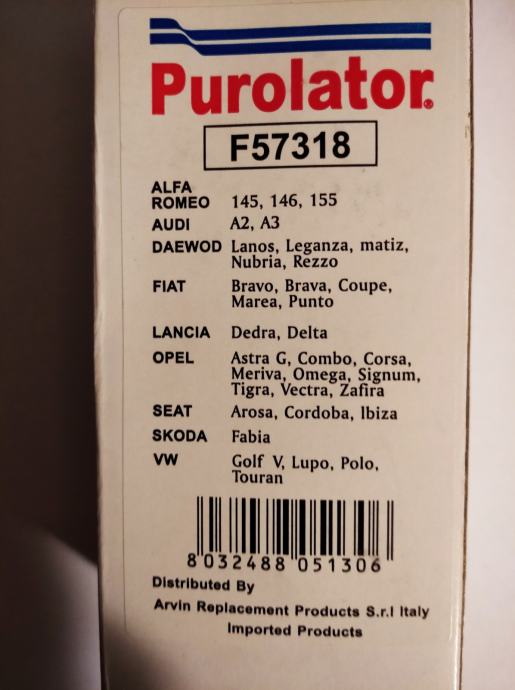 Purolator®
F57318
ALFA
ROMEO 145, 146, 155
AUDI A2, A3
DAEWOD Lanos, Leganza, matiz,
Nubria, Rezzo
FIAT Bravo, Brava, Coupe,
Marea, Punto
LANCIA Dedra, Delta
OPEL Astra G, Combo, Corsa,
Meriva, Omega, Signum,
Tigra, Vectra, Zafira
SEAT Arosa, Cordoba, Ibiza
SKODA Fabia
VW Golf V, Lupo, Polo,
Touran
8 032488 051306
Distributed By
Arvin Replacement Products S.r.l Italy
Imported Products